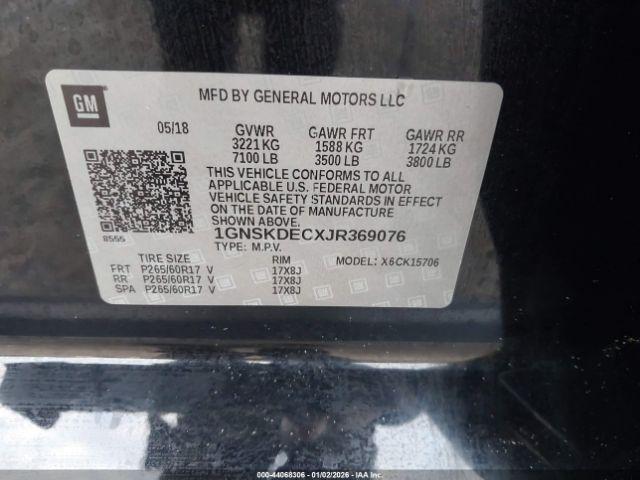 GM
MFD BY GENERAL MOTORS LLC
05/18 GVWR GAWR FRT GAWR RR
3221 KG 1588 KG 1724 KG
7100 LB 3500 LB 3800 LB
THIS VEHICLE CONFORMS TO ALL
APPLICABLE U.S. FEDERAL MOTOR
VEHICLE SAFETY STANDARDS IN EFFECT
ON THE DATE OF MANUFACTURE
SHOWN ABOVE.
8555 1GNSKDECXJR369076
TYPE: M.P.V. MODEL: X6CK15706
TIRE SIZE RIM
FRT P265/60R17 V 17X8J
RR P265/60R17 V 17X8J
SPA P265/60R17 V 17X8J
000-44068306 - 01/02/2026 - IAAI.COM